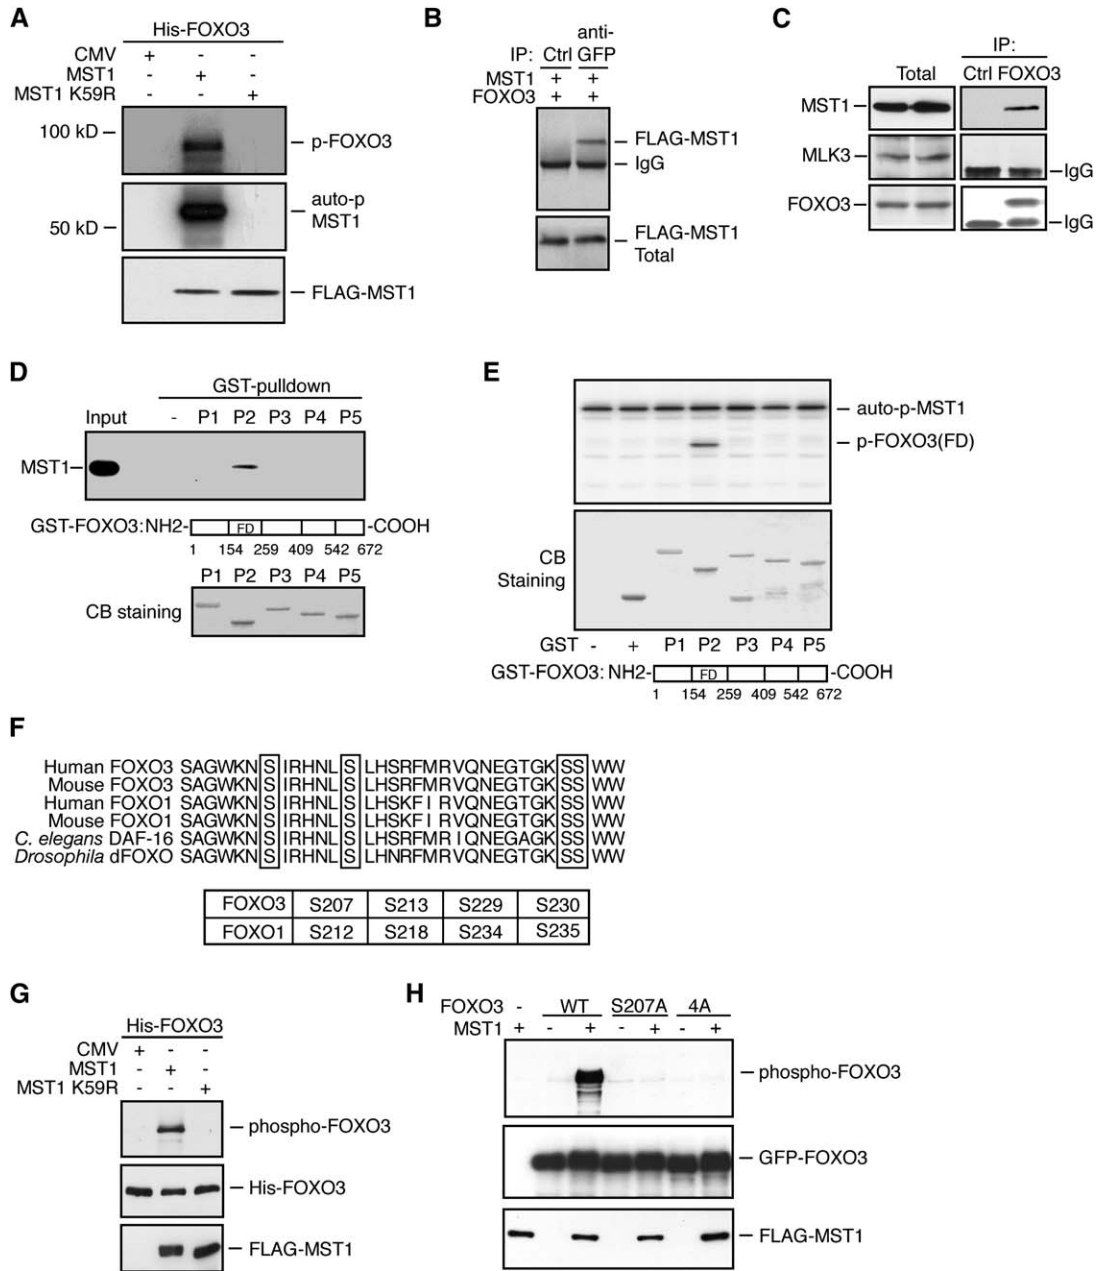 A
His-FOXO3
CMV + - -
MST1 - + -
MST1 K59R - - +
100 kD
p-FOXO3
auto-p
MST1
50 kD
FLAG-MST1
B
anti-
IP: Ctrl GFP
MST1 + +
FOXO3 + +
FLAG-MST1
IgG
FLAG-MST1
Total
C
IP:
Total Ctrl FOXO3
MST1
MLK3
IgG
FOXO3
IgG
D
GST-pulldown
Input - P1 P2 P3 P4 P5
MST1
GST-FOXO3: NH2- FD -COOH
1 154 259 409 542 672
P1 P2 P3 P4 P5
CB staining
E
auto-p-MST1
p-FOXO3(FD)
CB
Staining
GST - + P1 P2 P3 P4 P5
GST-FOXO3: NH2- FD -COOH
1 154 259 409 542 672
F
Human FOXO3 SAGWKN S IRHNL S LHSRFMRVQNEGTGK SS WW
Mouse FOXO3 SAGWKN S IRHNL S LHSRFMRVQNEGTGK SS WW
Human FOXO1 SAGWKN S IRHNL S LHSKFIRVQNEGTGK SS WW
Mouse FOXO1 SAGWKN S IRHNL S LHSKFIRVQNEGTGK SS WW
C. elegans DAF-16 SAGWKN S IRHNL S LHSRFMRIQNEGAGK SS WW
Drosophila dFOXO SAGWKN S IRHNL S LHNRFMRVQNEGTGK SS WW
FOXO3 S207 S213 S229 S230
FOXO1 S212 S218 S234 S235
G
His-FOXO3
CMV + - -
MST1 - + -
MST1 K59R - - +
phospho-FOXO3
His-FOXO3
FLAG-MST1
H
FOXO3 - WT S207A 4A
MST1 + - + - + - +
phospho-FOXO3
GFP-FOXO3
FLAG-MST1